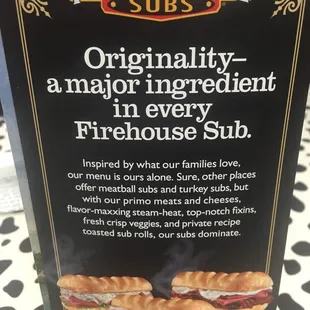 SUBS
Originality–
a major ingredient
in every
Firehouse Sub.
Inspired by what our families love,
our menu is ours alone. Sure, other places
offer meatball subs and turkey subs, but
with our primo meats and cheeses,
flavor-maxxing steam-heat, top-notch fixins,
fresh crisp veggies, and private recipe
toasted sub rolls, our subs dominate.